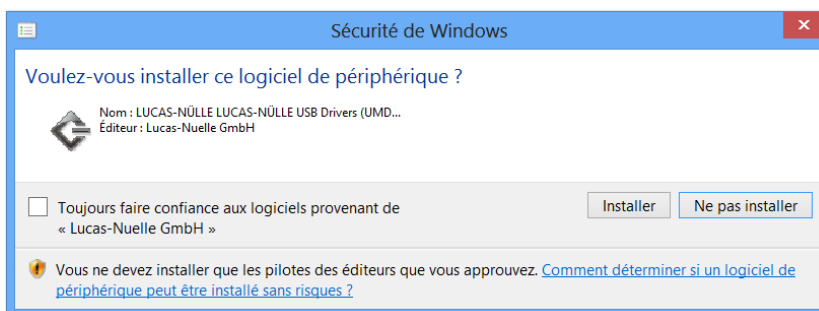 Sécurité de Windows
Voulez-vous installer ce logiciel de périphérique ?
Nom : LUCAS-NÜLLE LUCAS-NÜLLE USB Drivers (UMD...
Éditeur : Lucas-Nuelle GmbH
Toujours faire confiance aux logiciels provenant de
« Lucas-Nuelle GmbH »
Installer
Ne pas installer
Vous ne devez installer que les pilotes des éditeurs que vous approuvez. Comment déterminer si un logiciel de
périphérique peut être installé sans risques ?